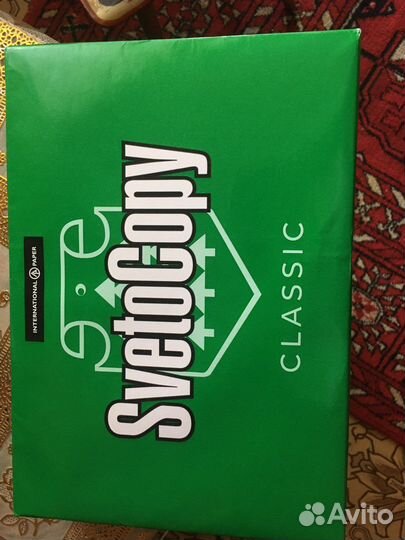 INTERNATIONAL PAPER
SvetoCopy
CLASSIC
Avito